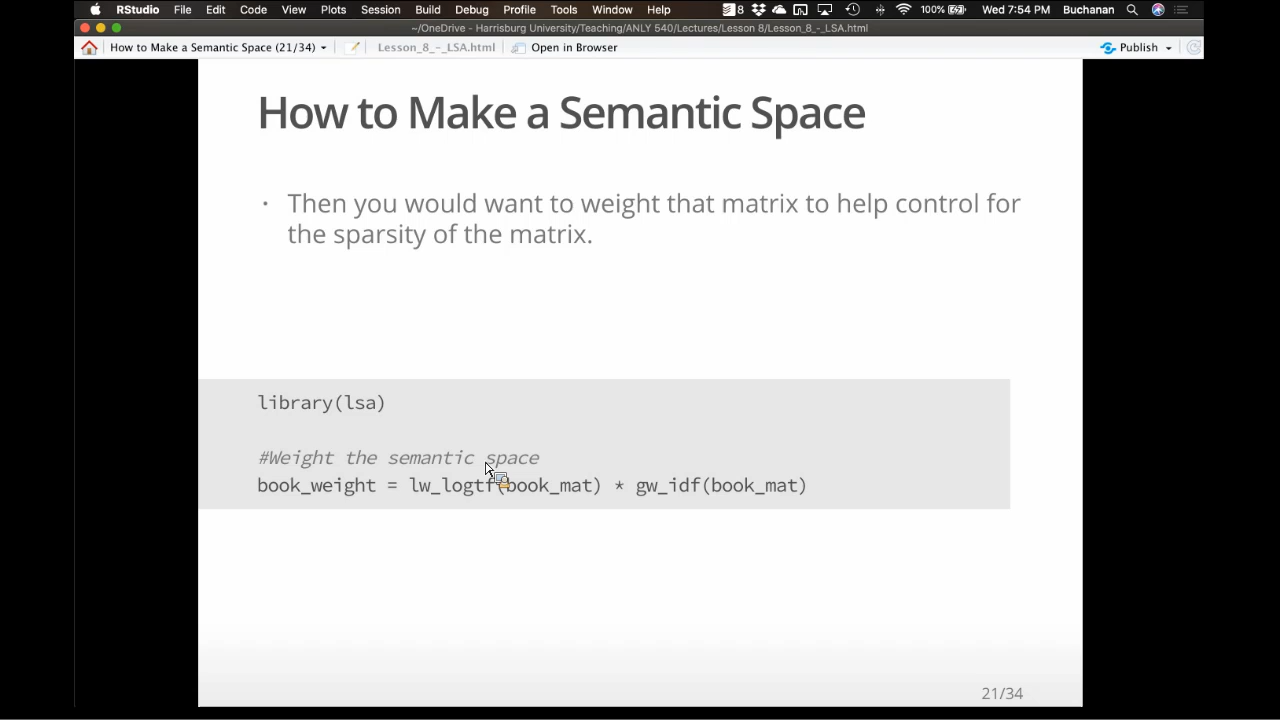 RStudio File Edit Code View Plots Session Build Debug Profile Tools Window Help 8 100% Wed 7:54 PM Buchanan
~/OneDrive - Harrisburg University/Teaching/ANLY 540/Lectures/Lesson 8/Lesson_8_-_LSA.html
How to Make a Semantic Space (21/34) Lesson_8_-_LSA.html Open in Browser Publish
How to Make a Semantic Space
· Then you would want to weight that matrix to help control for
the sparsity of the matrix.
library(lsa)
#Weight the semantic space
book_weight = lw_logtf(book_mat) * gw_idf(book_mat)
21/34